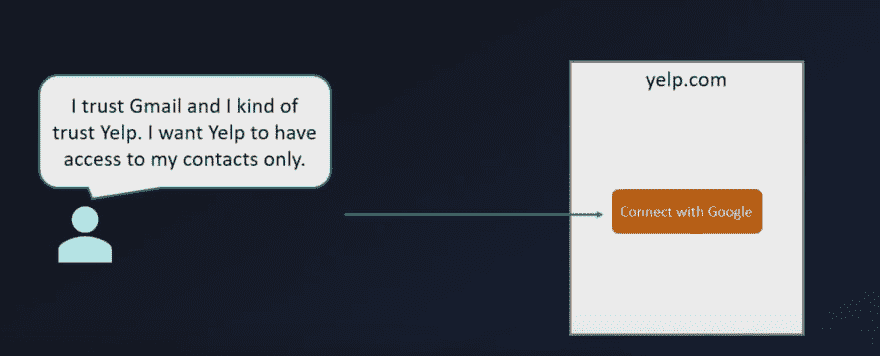 I trust Gmail and I kind of
trust Yelp. I want Yelp to have
access to my contacts only.
yelp.com
Connect with Google